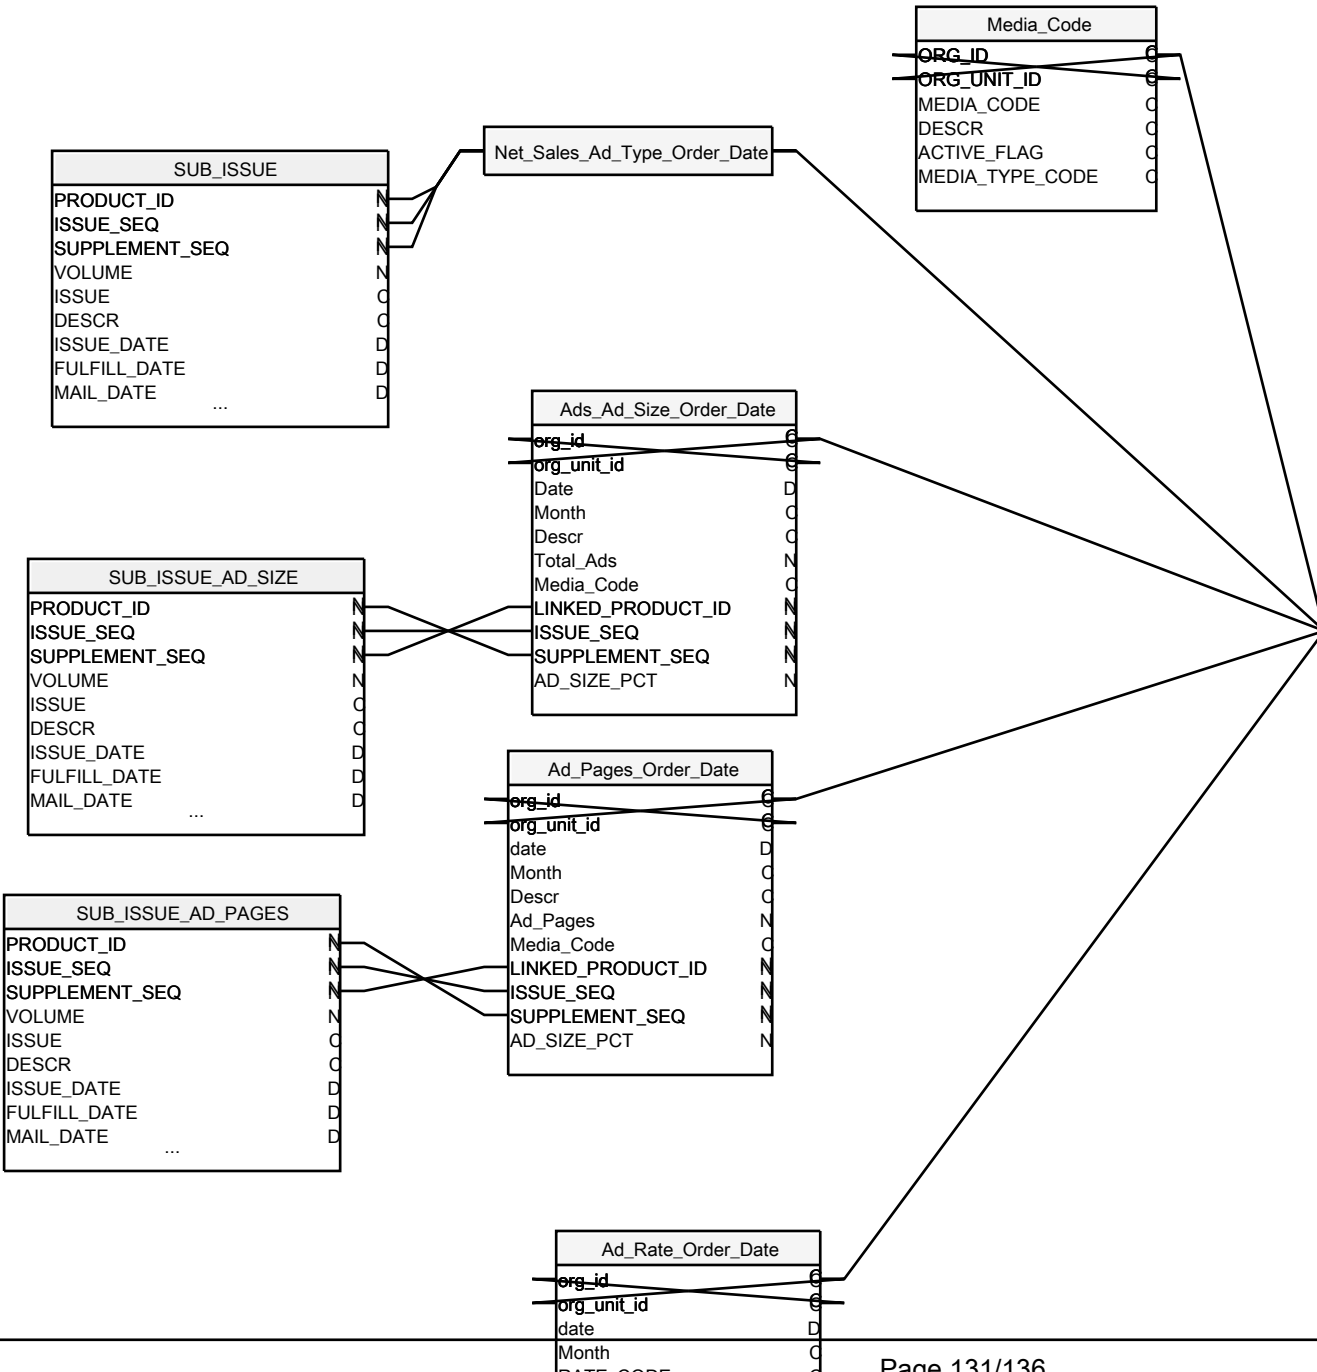 Media_Code
ORG_ID C
ORG_UNIT_ID C
MEDIA_CODE C
DESCR C
ACTIVE_FLAG C
MEDIA_TYPE_CODE C
Net_Sales_Ad_Type_Order_Date
SUB_ISSUE
PRODUCT_ID N
ISSUE_SEQ N
SUPPLEMENT_SEQ N
VOLUME N
ISSUE C
DESCR C
ISSUE_DATE D
FULFILL_DATE D
MAIL_DATE D
...
Ads_Ad_Size_Order_Date
org_id C
org_unit_id C
Date D
Month C
Descr C
Total_Ads N
Media_Code C
LINKED_PRODUCT_ID N
ISSUE_SEQ N
SUPPLEMENT_SEQ N
AD_SIZE_PCT N
SUB_ISSUE_AD_SIZE
PRODUCT_ID N
ISSUE_SEQ N
SUPPLEMENT_SEQ N
VOLUME N
ISSUE C
DESCR C
ISSUE_DATE D
FULFILL_DATE D
MAIL_DATE D
...
Ad_Pages_Order_Date
org_id C
org_unit_id C
date D
Month C
Descr C
Ad_Pages N
Media_Code C
LINKED_PRODUCT_ID N
ISSUE_SEQ N
SUPPLEMENT_SEQ N
AD_SIZE_PCT N
SUB_ISSUE_AD_PAGES
PRODUCT_ID N
ISSUE_SEQ N
SUPPLEMENT_SEQ N
VOLUME N
ISSUE C
DESCR C
ISSUE_DATE D
FULFILL_DATE D
MAIL_DATE D
...
Ad_Rate_Order_Date
org_id C
org_unit_id C
date D
Month C
RATE_CODE C
Page 131/136